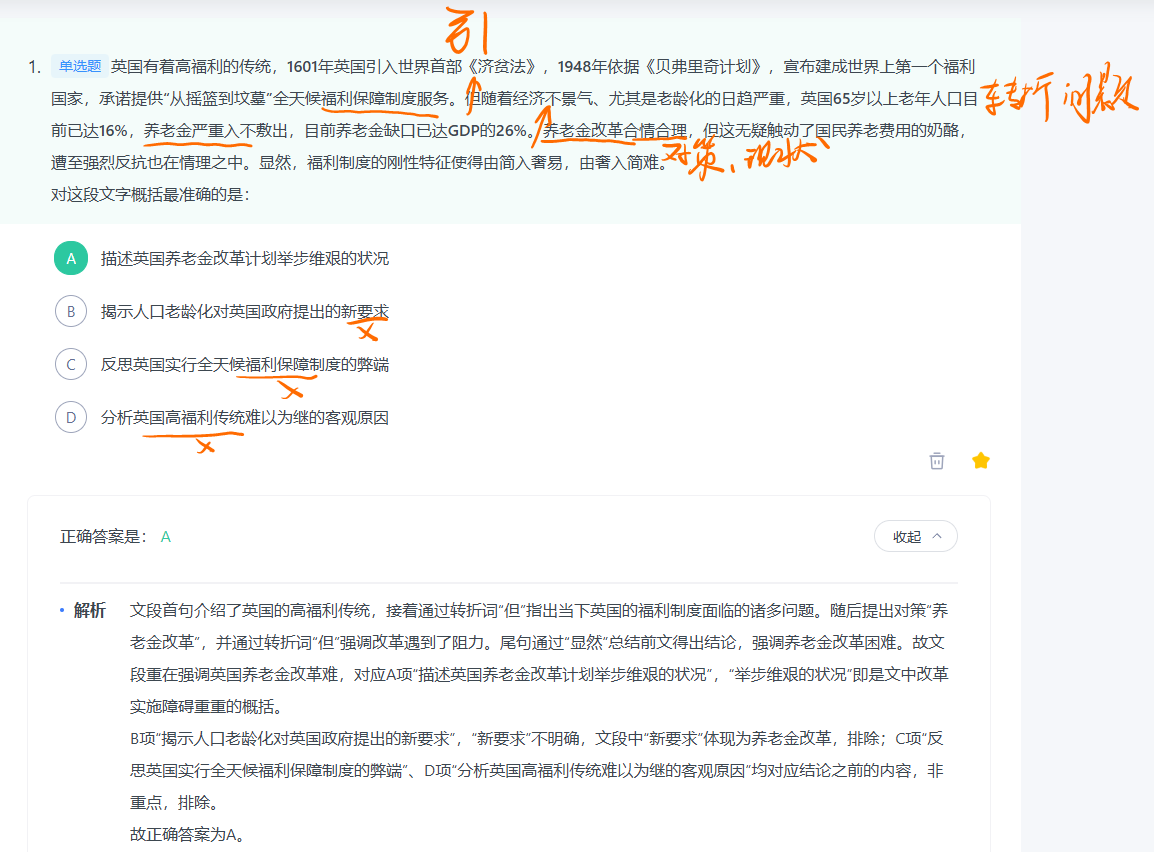 引
1. 单选题 英国有着高福利的传统，1601年英国引入世界首部《济贫法》，1948年依据《贝弗里奇计划》，宣布建成世界上第一个福利
国家，承诺提供“从摇篮到坟墓”全天候福利保障制度服务。但随着经济不景气、尤其是老龄化的日趋严重，英国65岁以上老年人口目
转折 问题
前已达16%，养老金严重入不敷出，目前养老金缺口已达GDP的26%。养老金改革合情合理，但这无疑触动了国民养老费用的奶酪，
遭至强烈反抗也在情理之中。显然，福利制度的刚性特征使得由简入奢易，由奢入简难。
对策、现状
对这段文字概括最准确的是：
A 描述英国养老金改革计划举步维艰的状况
B 揭示人口老龄化对英国政府提出的新要求
C 反思英国实行全天候福利保障制度的弊端
D 分析英国高福利传统难以为继的客观原因
正确答案是： A
收起
解析 文段首句介绍了英国的高福利传统，接着通过转折词“但”指出当下英国的福利制度面临的诸多问题。随后提出对策“养
老金改革”，并通过转折词“但”强调改革遇到了阻力。尾句通过“显然”总结前文得出结论，强调养老金改革困难。故文
段重在强调英国养老金改革难，对应A项“描述英国养老金改革计划举步维艰的状况”，“举步维艰的状况”即是文中改革
实施障碍重重的概括。
B项“揭示人口老龄化对英国政府提出的新要求”，“新要求”不明确，文段中“新要求”体现为养老金改革，排除；C项“反
思英国实行全天候福利保障制度的弊端”、D项“分析英国高福利传统难以为继的客观原因”均对应结论之前的内容，非
重点，排除。
故正确答案为A。